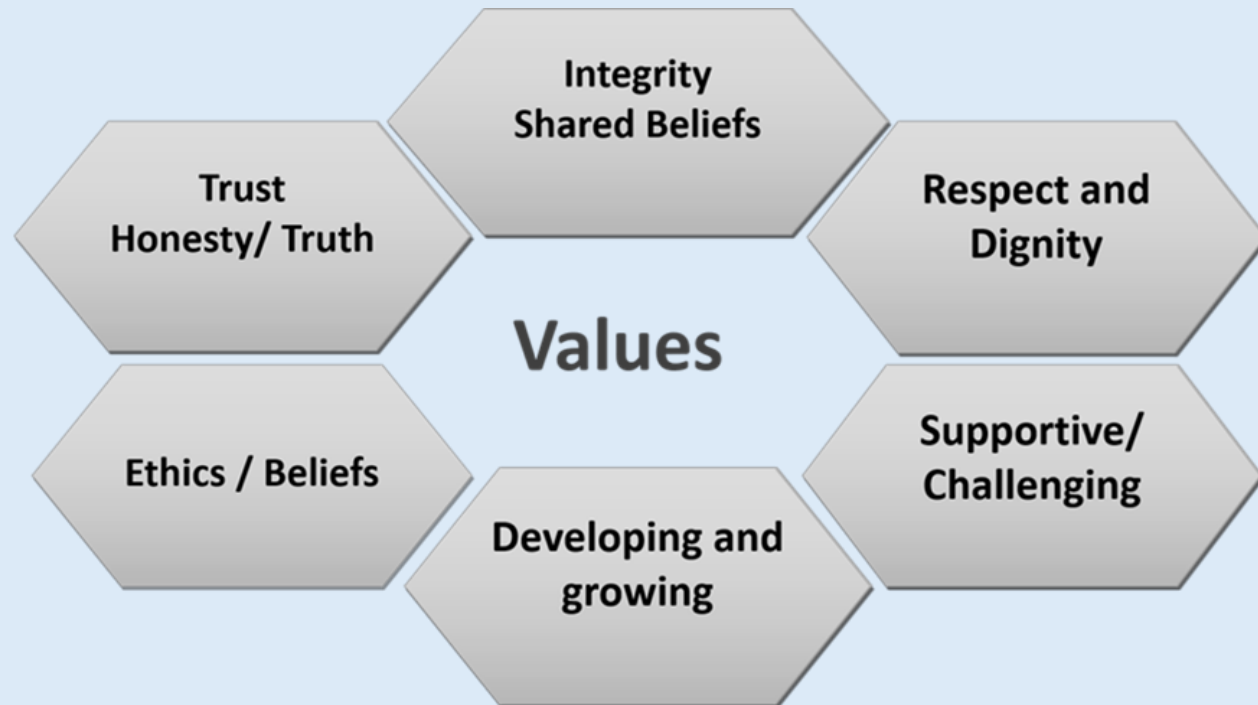 Integrity
Shared Beliefs
Trust
Honesty/ Truth
Respect and
Dignity
Values
Ethics / Beliefs
Supportive/
Challenging
Developing and
growing